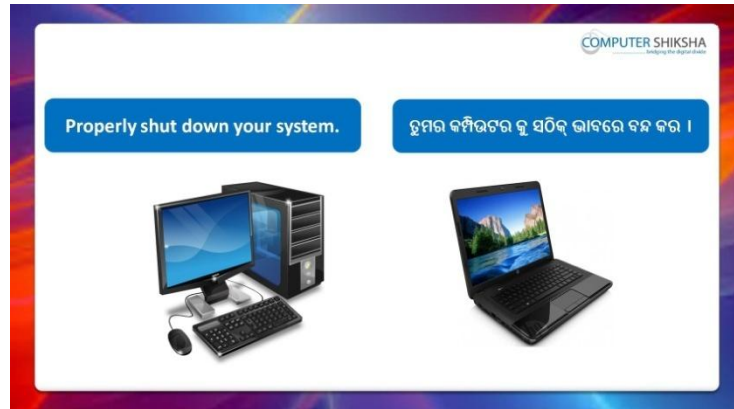 COMPUTER SHIKSHA
bridging the digital divide
Properly shut down your system.
ତୁମର କମ୍ପିଉଟର କୁ ସଠିକ୍ ଭାବରେ ବନ୍ଦ କର ।